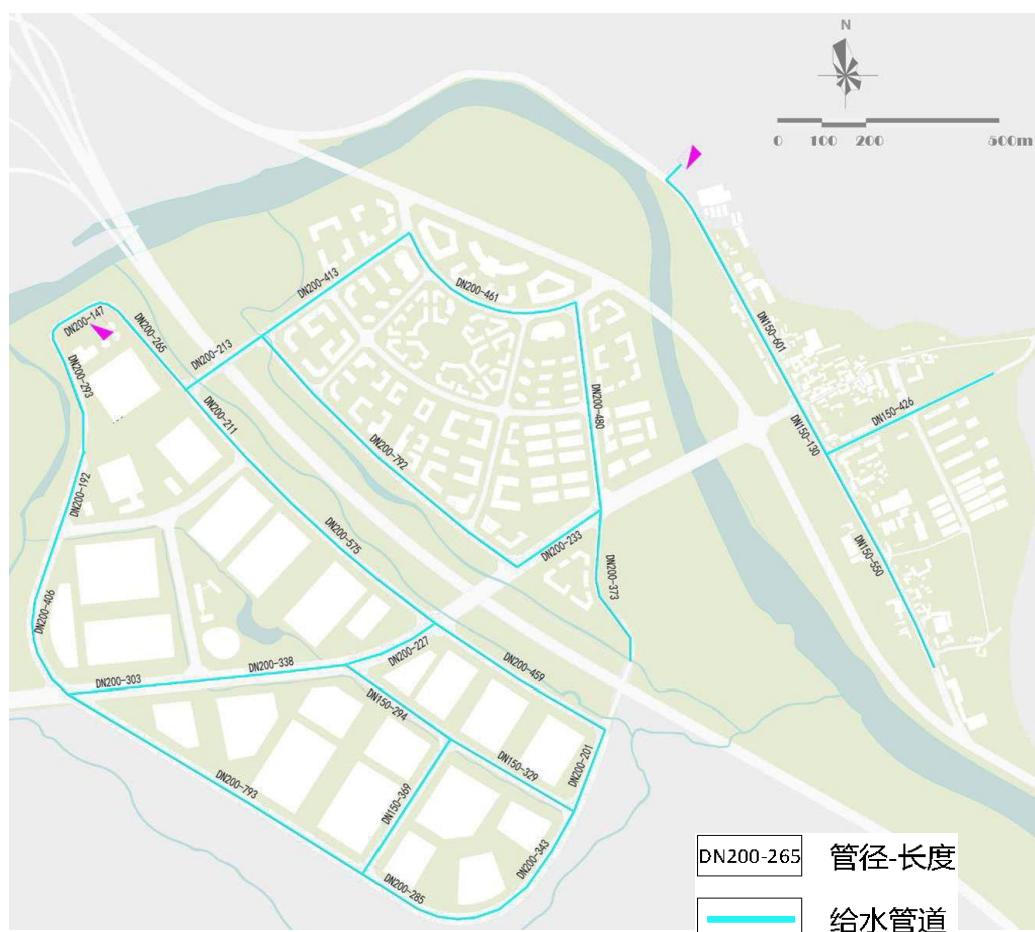 N
0 100 200 500m
DN200-413
DN200-461
DN200-147
DN200-265
DN150-601
DN200-213
DN200-293
DN200-211
DN200-480
DN150-426
DN150-130
DN200-792
DN200-192
DN200-575
DN200-233
DN150-550
DN200-373
DN200-406
DN200-227
DN200-338
DN200-459
DN200-303
DN150-294
DN150-329
DN200-201
DN200-793
DN150-369
DN200-343
DN200-285
DN200-265 管径-长度
给水管道